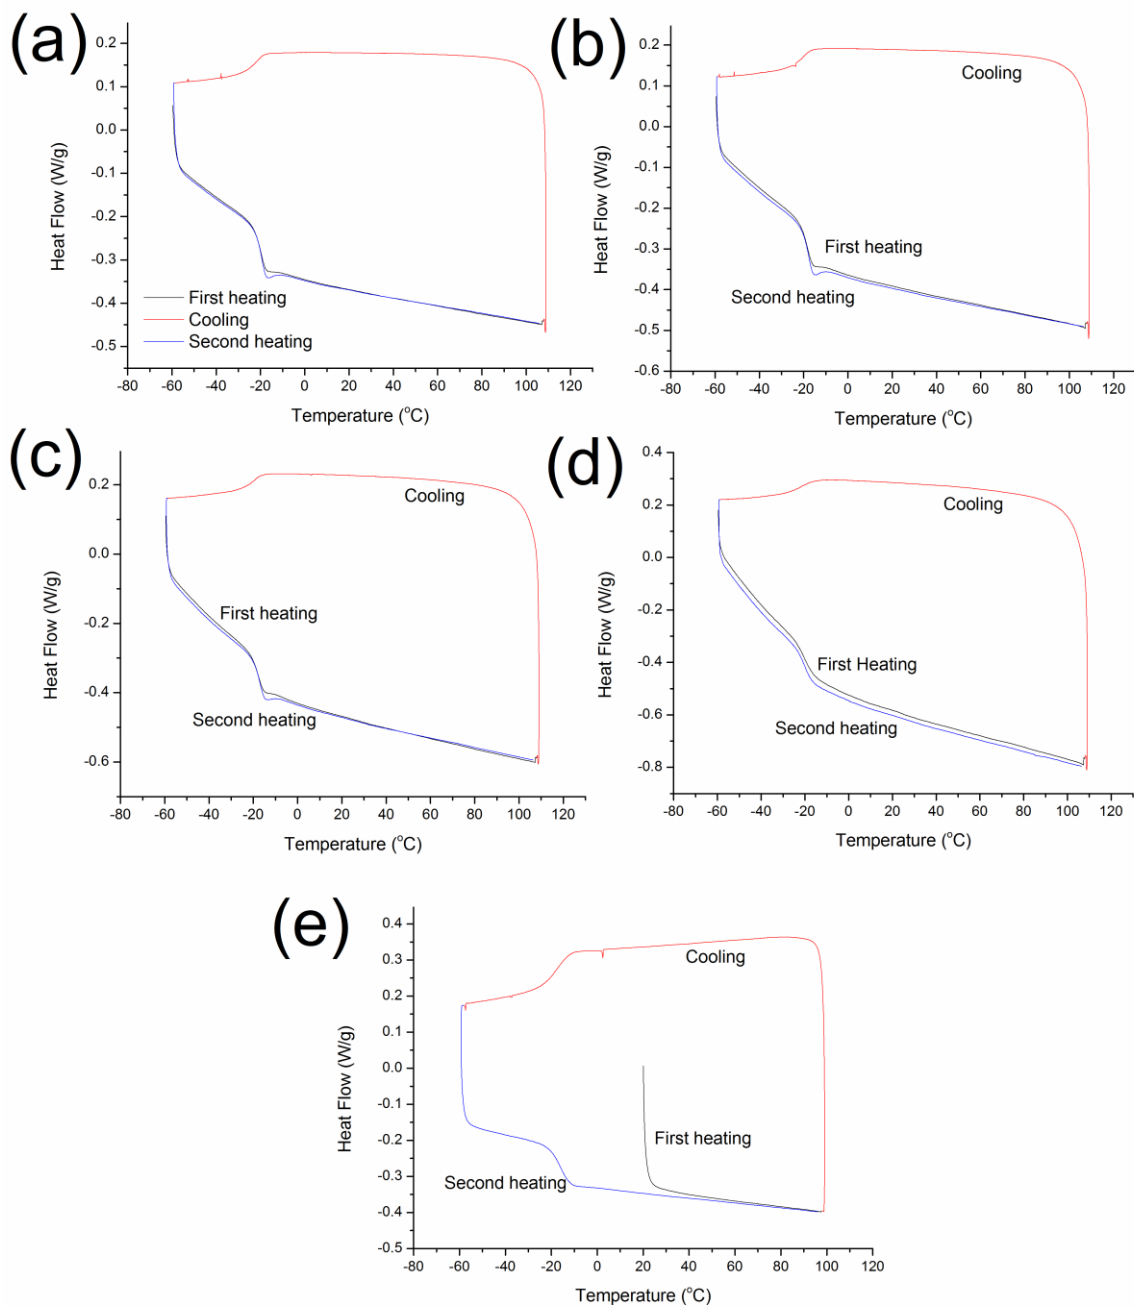 (a)
0.2
0.1
0.0
-0.1
-0.2
-0.3
-0.4
-0.5
Heat Flow (W/g)
First heating
Cooling
Second heating
-80 -60 -40 -20 0 20 40 60 80 100 120
Temperature (°C)
(b)
0.2
0.1
0.0
-0.1
-0.2
-0.3
-0.4
-0.5
-0.6
Heat Flow (W/g)
Cooling
First heating
Second heating
-80 -60 -40 -20 0 20 40 60 80 100 120
Temperature (°C)
(c)
0.2
0.0
-0.2
-0.4
-0.6
Heat Flow (W/g)
Cooling
First heating
Second heating
-80 -60 -40 -20 0 20 40 60 80 100 120
Temperature (°C)
(d)
0.4
0.2
0.0
-0.2
-0.4
-0.6
-0.8
Heat Flow (W/g)
Cooling
First Heating
Second heating
-80 -60 -40 -20 0 20 40 60 80 100 120
Temperature (°C)
(e)
0.4
0.3
0.2
0.1
0.0
-0.1
-0.2
-0.3
-0.4
-0.5
Heat Flow (W/g)
Cooling
First heating
Second heating
-80 -60 -40 -20 0 20 40 60 80 100 120
Temperature (°C)